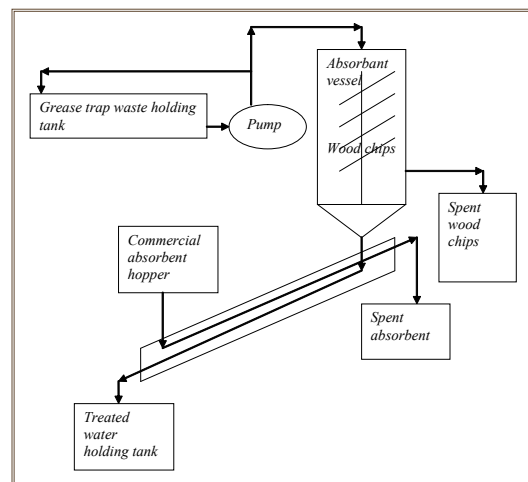 Absorbant
vessel
Grease trap waste holding
tank
Pump
Wood chips
Spent
wood
chips
Commercial
absorbent
hopper
Spent
absorbent
Treated
water
holding tank